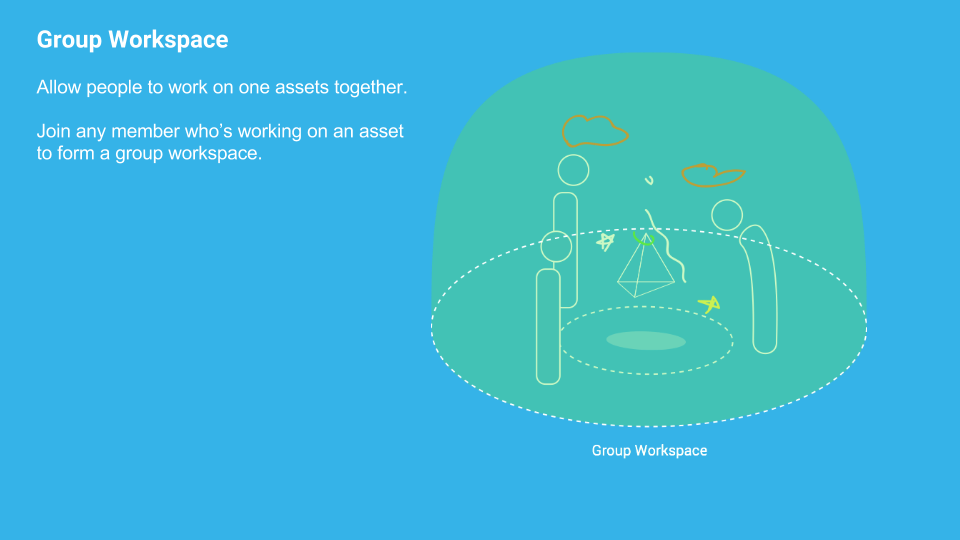 Group Workspace
Allow people to work on one assets together.
Join any member who's working on an asset
to form a group workspace.
Group Workspace